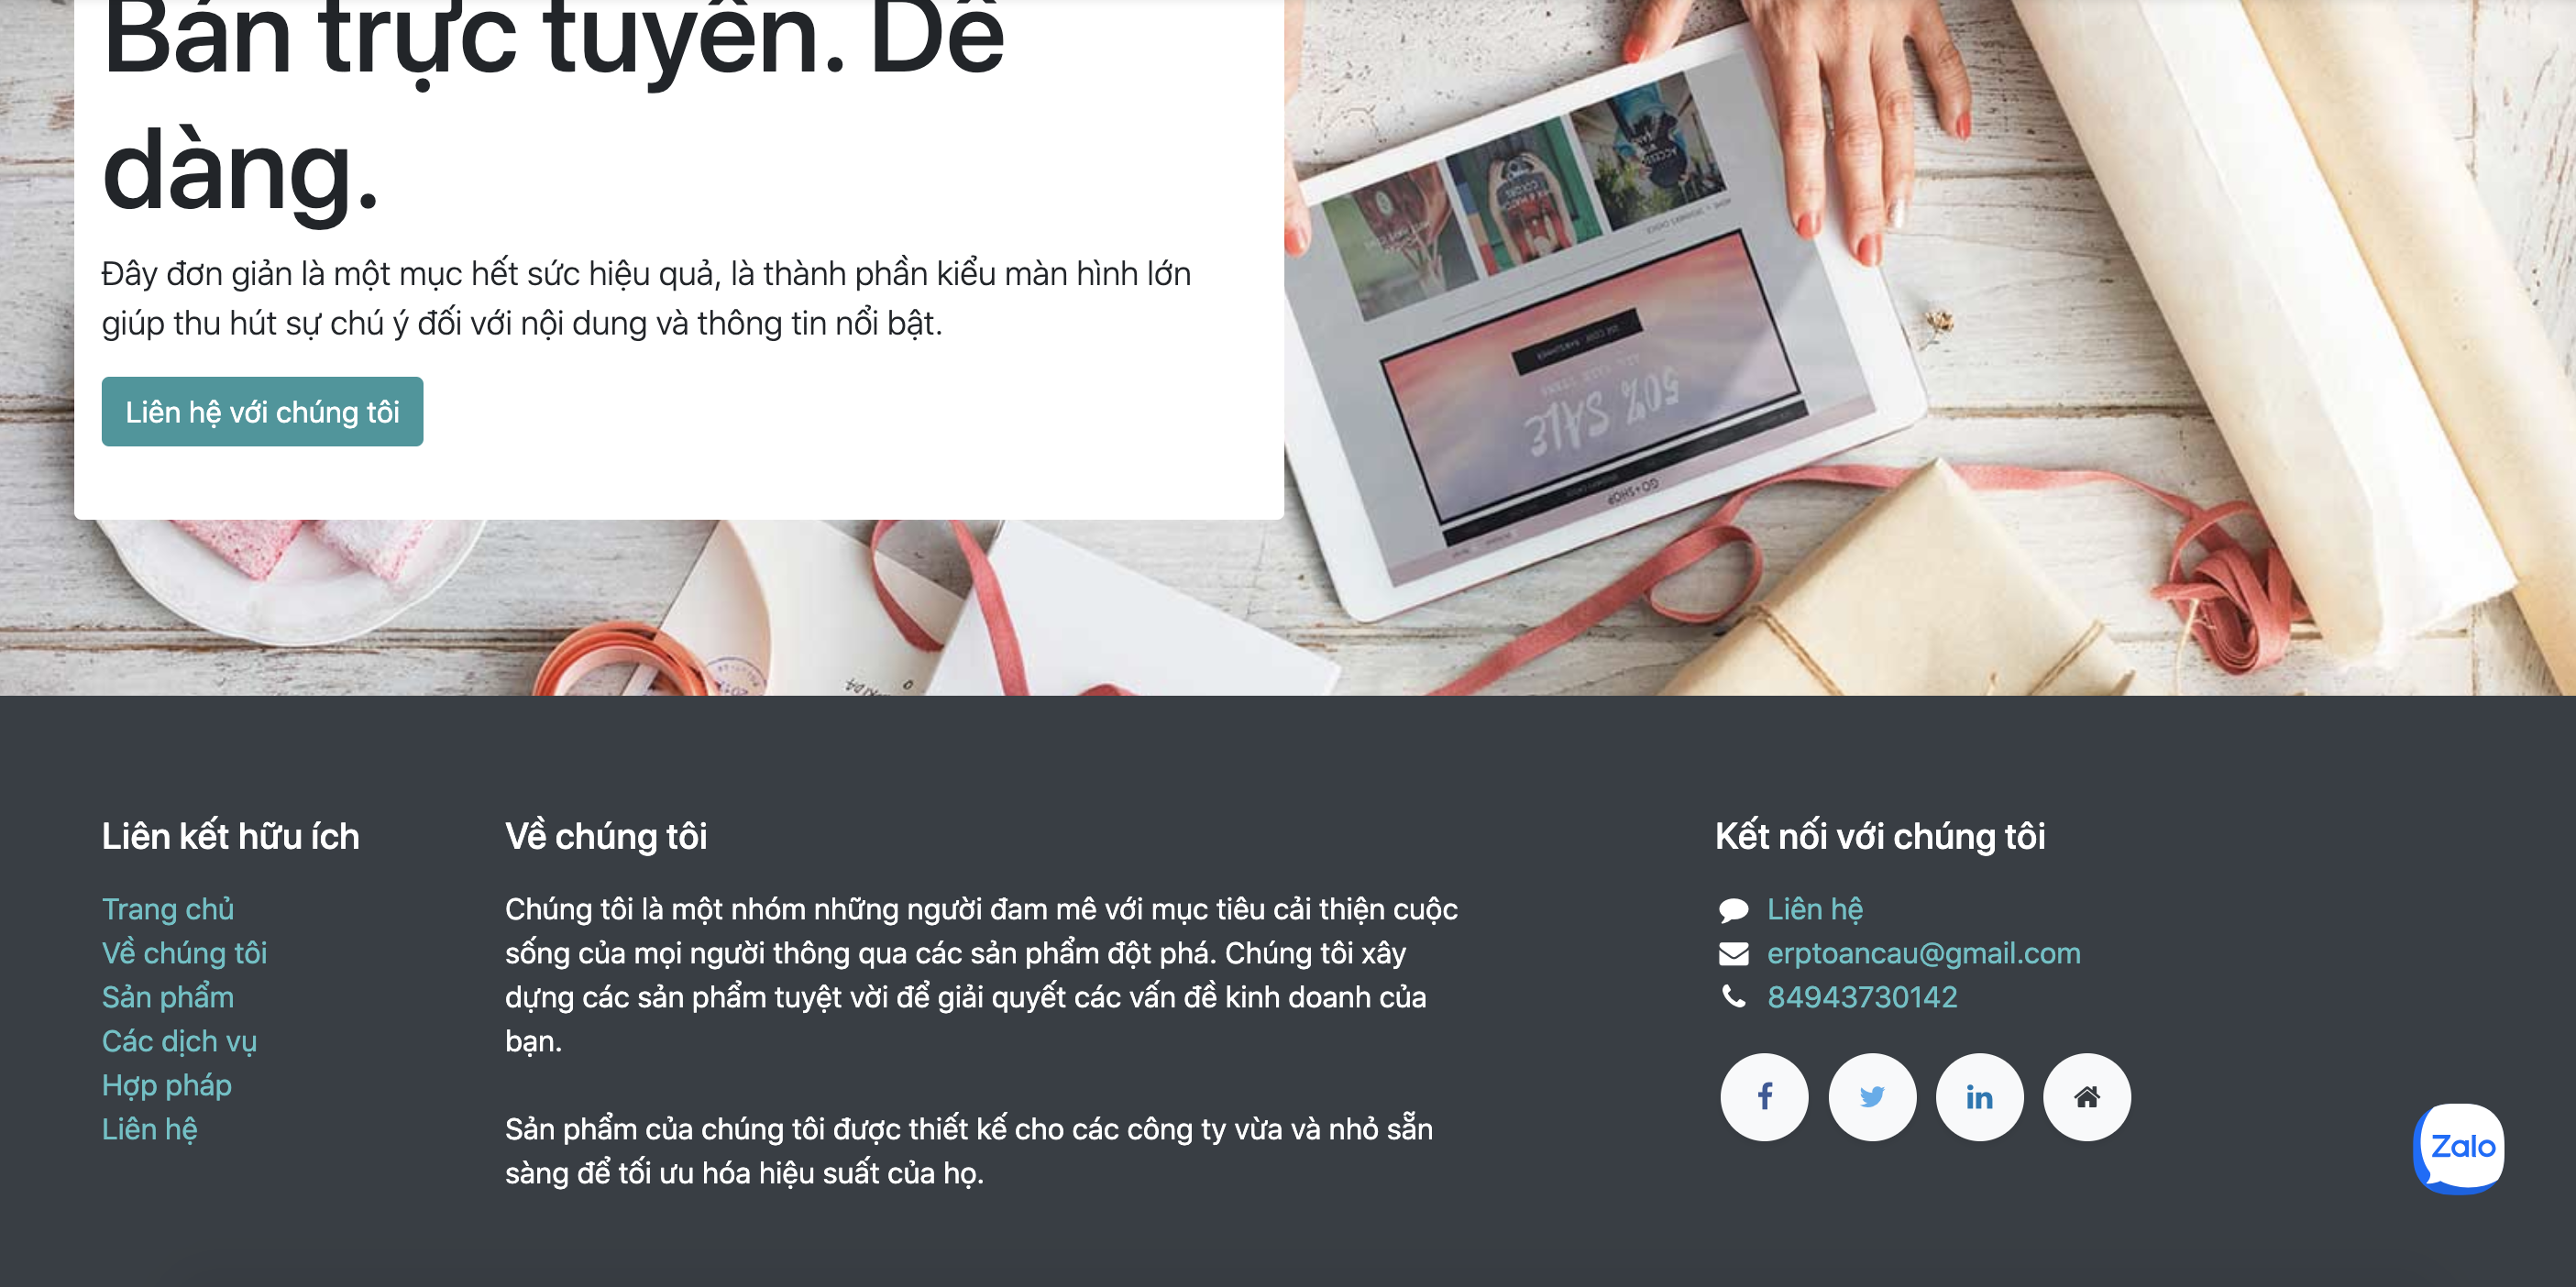 Bán trực tuyến. Dễ
dàng.
Đây đơn giản là một mục hết sức hiệu quả, là thành phần kiểu màn hình lớn
giúp thu hút sự chú ý đối với nội dung và thông tin nổi bật.
Liên hệ với chúng tôi
50% SALE
GO+SHOP
Liên kết hữu ích
Trang chủ
Về chúng tôi
Sản phẩm
Các dịch vụ
Hợp pháp
Liên hệ
Về chúng tôi
Chúng tôi là một nhóm những người đam mê với mục tiêu cải thiện cuộc
sống của mọi người thông qua các sản phẩm đột phá. Chúng tôi xây
dựng các sản phẩm tuyệt vời để giải quyết các vấn đề kinh doanh của
bạn.
Sản phẩm của chúng tôi được thiết kế cho các công ty vừa và nhỏ sẵn
sàng để tối ưu hóa hiệu suất của họ.
Kết nối với chúng tôi
Liên hệ
erptoancau@gmail.com
84943730142
Zalo